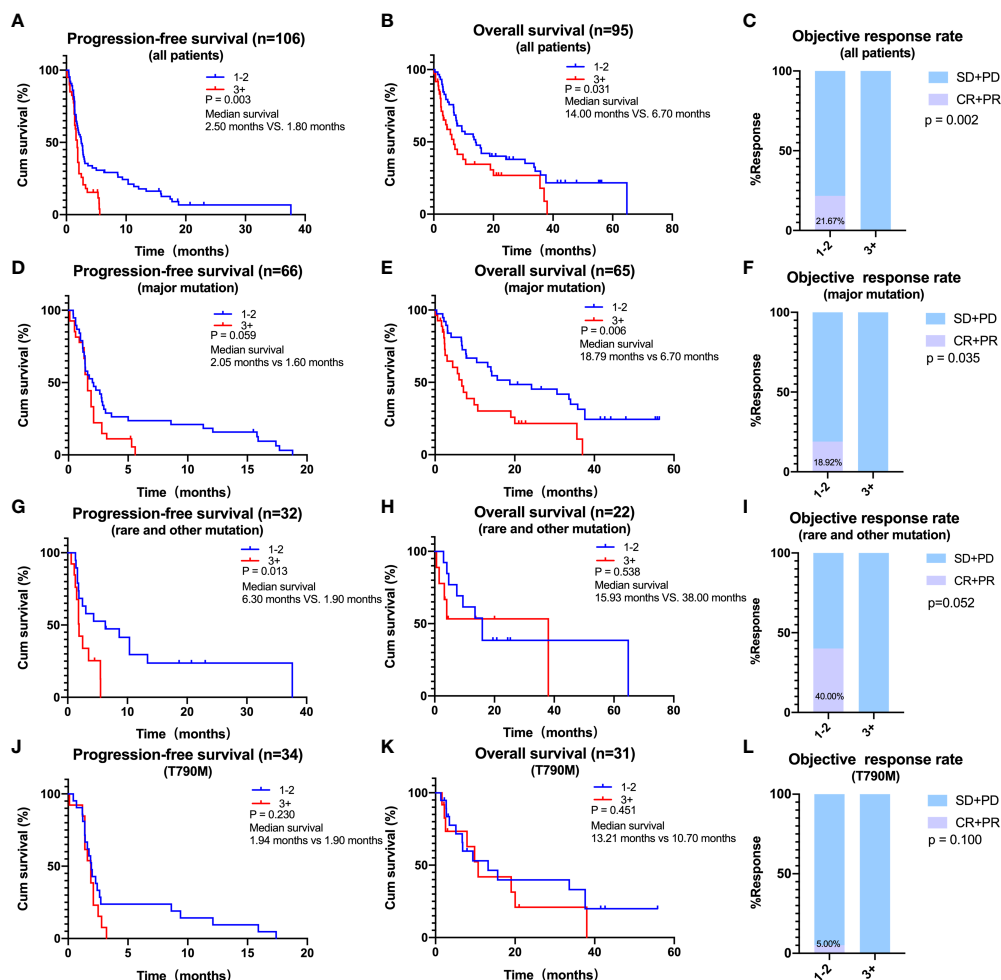 A
Progression-free survival (n=106)
(all patients)
Cum survival (%)
100
50
0
1-2
3+
P = 0.003
Median survival
2.50 months VS. 1.80 months
0 10 20 30 40
Time （months）
B
Overall survival (n=95)
(all patients)
Cum survival (%)
100
50
0
1-2
3+
P = 0.031
Median survival
14.00 months VS. 6.70 months
0 20 40 60 80
Time （months）
C
Objective response rate
(all patients)
%Response
100
50
0
SD+PD
CR+PR
p = 0.002
21.67%
1-2 3+
D
Progression-free survival (n=66)
(major mutation)
Cum survival (%)
100
50
0
1-2
3+
P = 0.059
Median survival
2.05 months vs 1.60 months
0 5 10 15 20
Time （months）
E
Overall survival (n=65)
(major mutation)
Cum survival (%)
100
50
0
1-2
3+
P = 0.006
Median survival
18.79 months vs 6.70 months
0 20 40 60
Time （months）
F
Objective response rate
(major mutation)
%Response
100
50
0
SD+PD
CR+PR
p = 0.035
18.92%
1-2 3+
G
Progression-free survival (n=32)
(rare and other mutation)
Cum survival (%)
100
50
0
1-2
3+
P = 0.013
Median survival
6.30 months VS. 1.90 months
0 10 20 30 40
Time （months）
H
Overall survival (n=22)
(rare and other mutation)
Cum survival (%)
100
50
0
1-2
3+
P = 0.538
Median survival
15.93 months VS. 38.00 months
0 20 40 60 80
Time （months）
I
Objective response rate
(rare and other mutation)
%Response
100
50
0
SD+PD
CR+PR
p=0.052
40.00%
1-2 3+
J
Progression-free survival (n=34)
(T790M)
Cum survival (%)
100
50
0
1-2
3+
P = 0.230
Median survival
1.94 months vs 1.90 months
0 5 10 15 20
Time （months）
K
Overall survival (n=31)
(T790M)
Cum survival (%)
100
50
0
1-2
3+
P = 0.451
Median survival
13.21 months vs 10.70 months
0 20 40 60
Time （months）
L
Objective response rate
(T790M)
%Response
100
50
0
SD+PD
CR+PR
p = 0.100
5.00%
1-2 3+